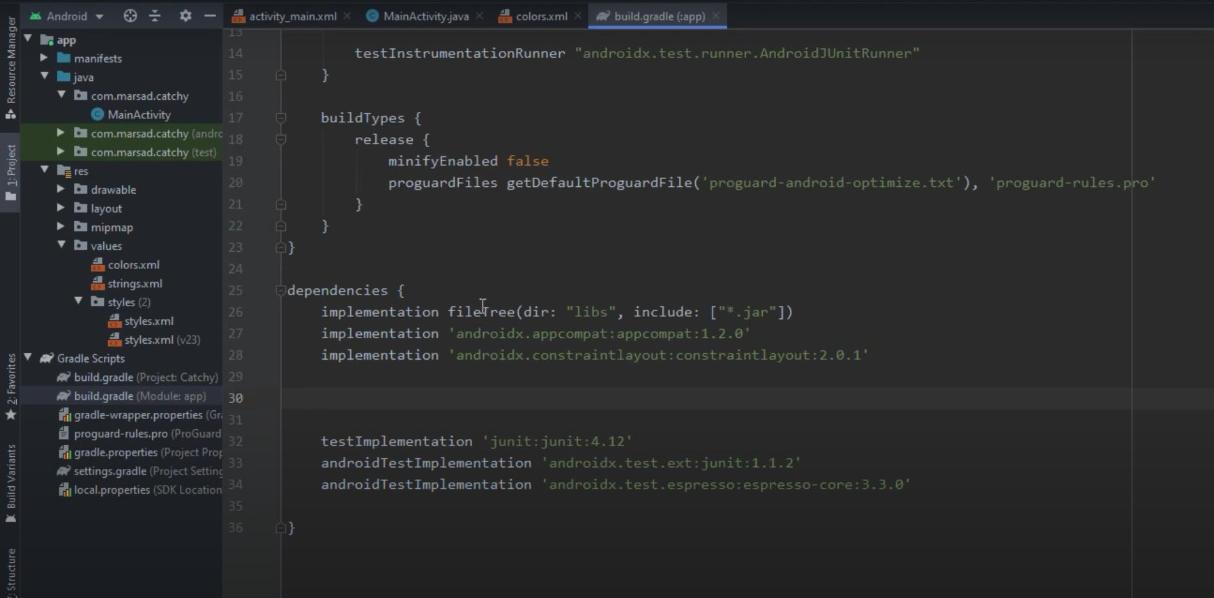 Android
activity_main.xml
MainActivity.java
colors.xml
build.gradle (:app)
Resource Manager
1: Project
2: Favorites
Build Variants
Structure
app
manifests
java
com.marsad.catchy
MainActivity
com.marsad.catchy (andro
com.marsad.catchy (test)
res
drawable
layout
mipmap
values
colors.xml
strings.xml
styles (2)
styles.xml
styles.xml (v23)
Gradle Scripts
build.gradle (Project: Catchy)
build.gradle (Module: app)
gradle-wrapper.properties (Gra
proguard-rules.pro (ProGuard
gradle.properties (Project Prop
settings.gradle (Project Setting
local.properties (SDK Location
13
14 testInstrumentationRunner "androidx.test.runner.AndroidJUnitRunner"
15 }
16
17 buildTypes {
18 release {
19 minifyEnabled false
20 proguardFiles getDefaultProguardFile('proguard-android-optimize.txt'), 'proguard-rules.pro'
21 }
22 }
23 }
24
25 dependencies {
26 implementation fileTree(dir: "libs", include: ["*.jar"])
27 implementation 'androidx.appcompat:appcompat:1.2.0'
28 implementation 'androidx.constraintlayout:constraintlayout:2.0.1'
29
30
31
32 testImplementation 'junit:junit:4.12'
33 androidTestImplementation 'androidx.test.ext:junit:1.1.2'
34 androidTestImplementation 'androidx.test.espresso:espresso-core:3.3.0'
35
36 }